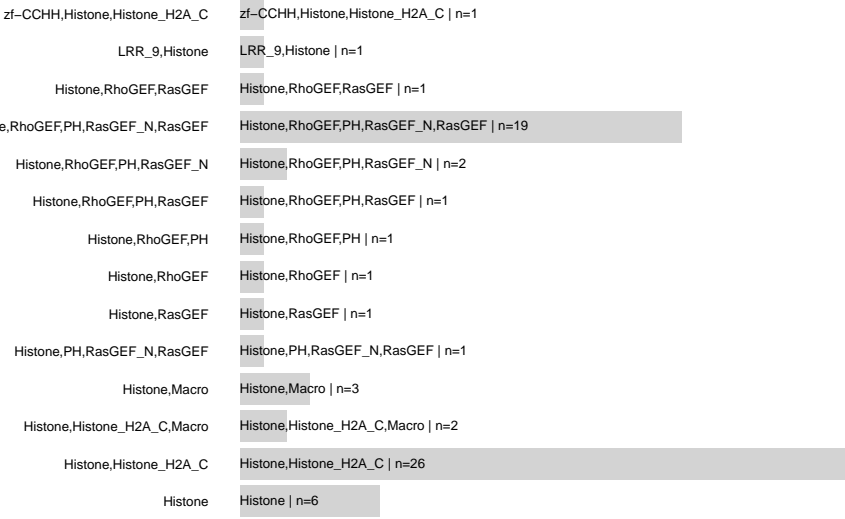 zf−CCHH,Histone,Histone_H2A_C zf−CCHH,Histone,Histone_H2A_C | n=1
LRR_9,Histone LRR_9,Histone | n=1
Histone,RhoGEF,RasGEF Histone,RhoGEF,RasGEF | n=1
e,RhoGEF,PH,RasGEF_N,RasGEF Histone,RhoGEF,PH,RasGEF_N,RasGEF | n=19
Histone,RhoGEF,PH,RasGEF_N Histone,RhoGEF,PH,RasGEF_N | n=2
Histone,RhoGEF,PH,RasGEF Histone,RhoGEF,PH,RasGEF | n=1
Histone,RhoGEF,PH Histone,RhoGEF,PH | n=1
Histone,RhoGEF Histone,RhoGEF | n=1
Histone,RasGEF Histone,RasGEF | n=1
Histone,PH,RasGEF_N,RasGEF Histone,PH,RasGEF_N,RasGEF | n=1
Histone,Macro Histone,Macro | n=3
Histone,Histone_H2A_C,Macro Histone,Histone_H2A_C,Macro | n=2
Histone,Histone_H2A_C Histone,Histone_H2A_C | n=26
Histone Histone | n=6